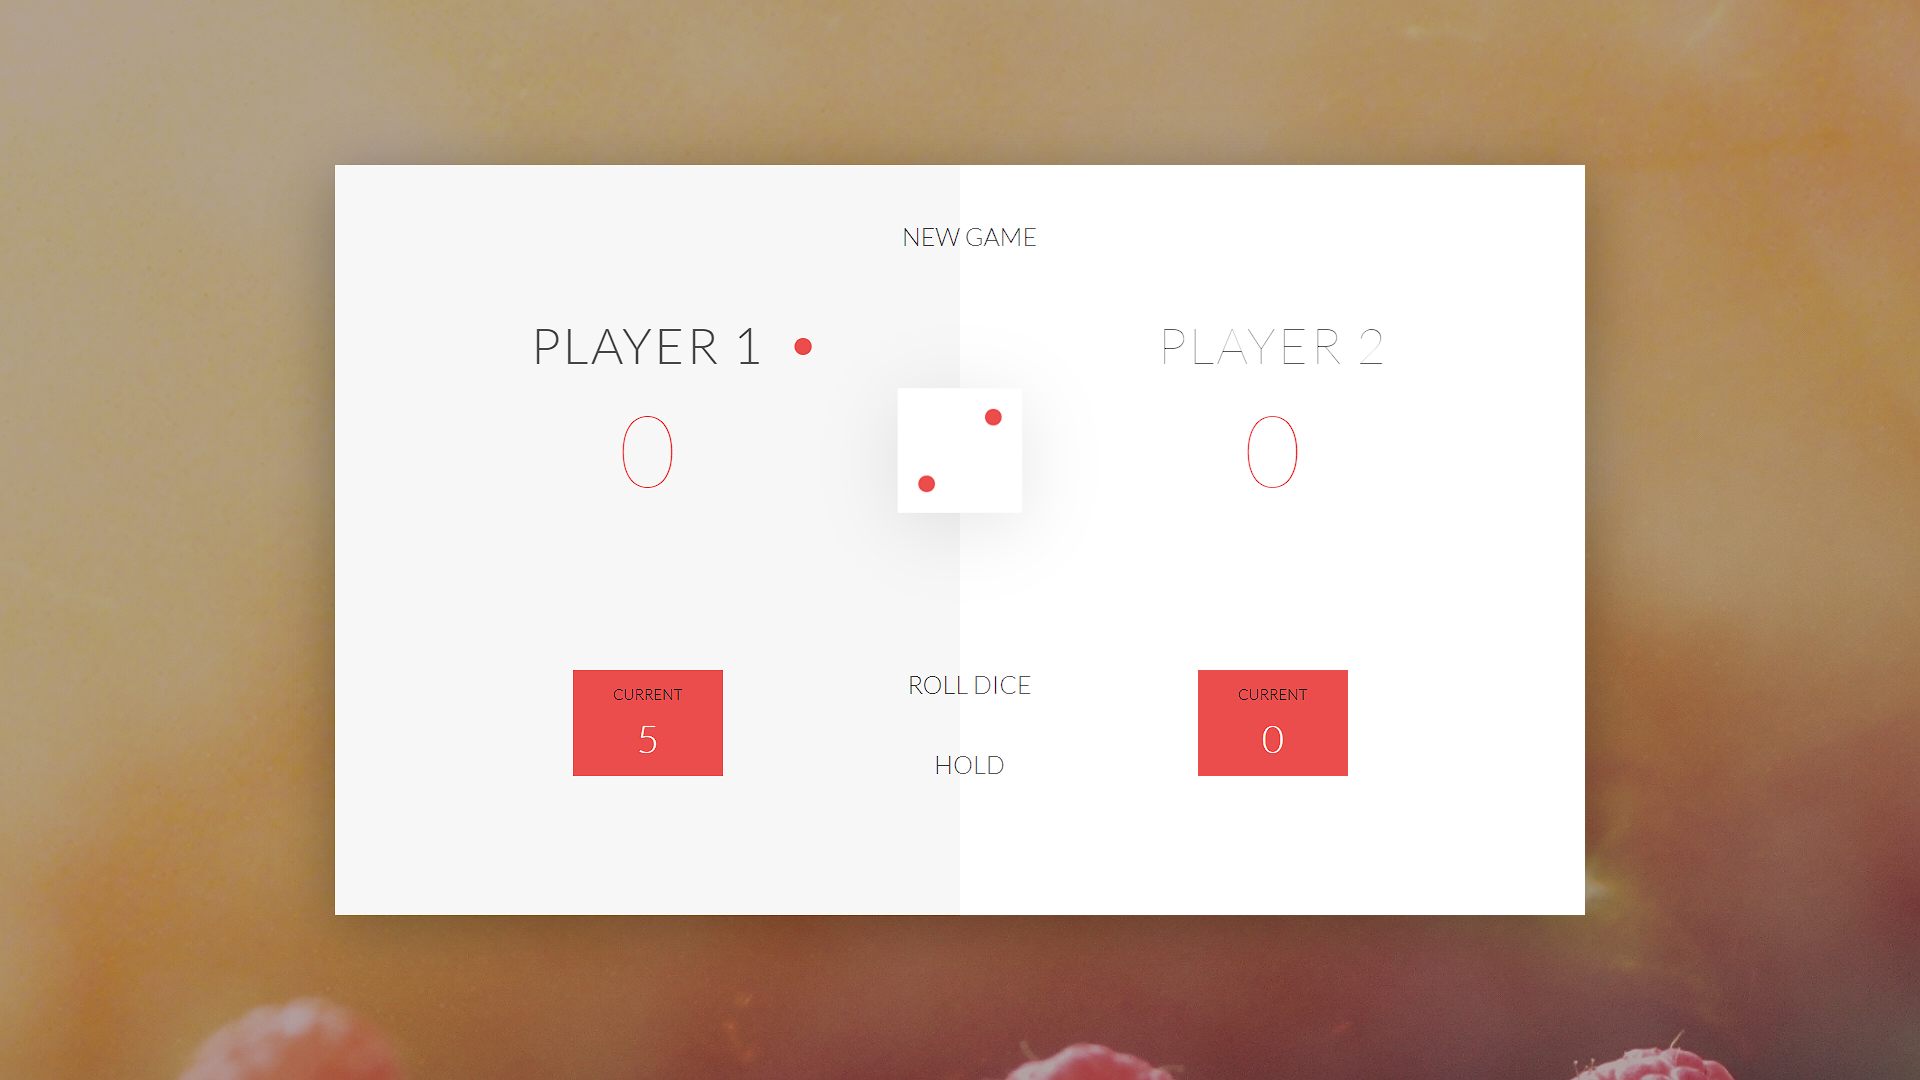 NEW GAME
PLAYER 1
0
PLAYER 2
0
CURRENT
5
ROLL DICE
HOLD
CURRENT
0